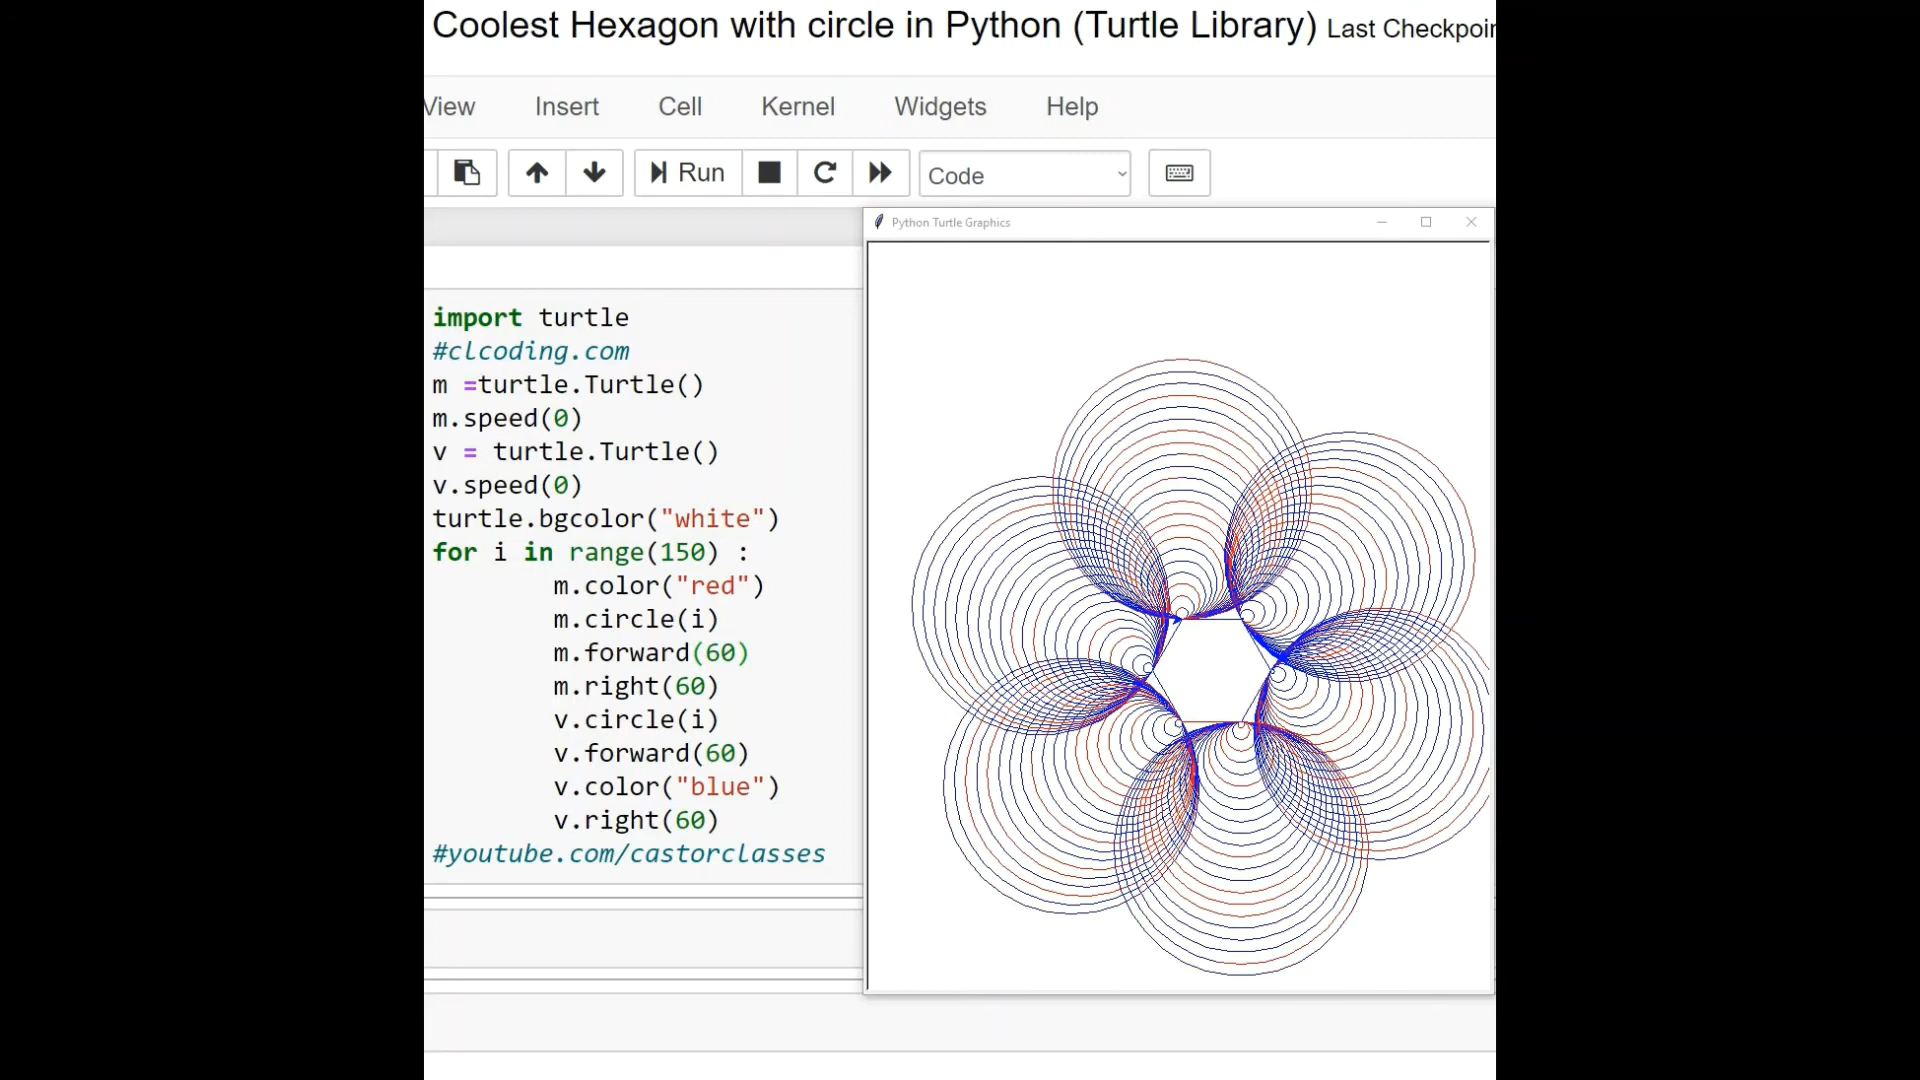 Coolest Hexagon with circle in Python (Turtle Library) Last Checkpoin
View Insert Cell Kernel Widgets Help
Run Code
Python Turtle Graphics
import turtle
#clcoding.com
m =turtle.Turtle()
m.speed(0)
v = turtle.Turtle()
v.speed(0)
turtle.bgcolor("white")
for i in range(150) :
        m.color("red")
        m.circle(i)
        m.forward(60)
        m.right(60)
        v.circle(i)
        v.forward(60)
        v.color("blue")
        v.right(60)
#youtube.com/castorclasses